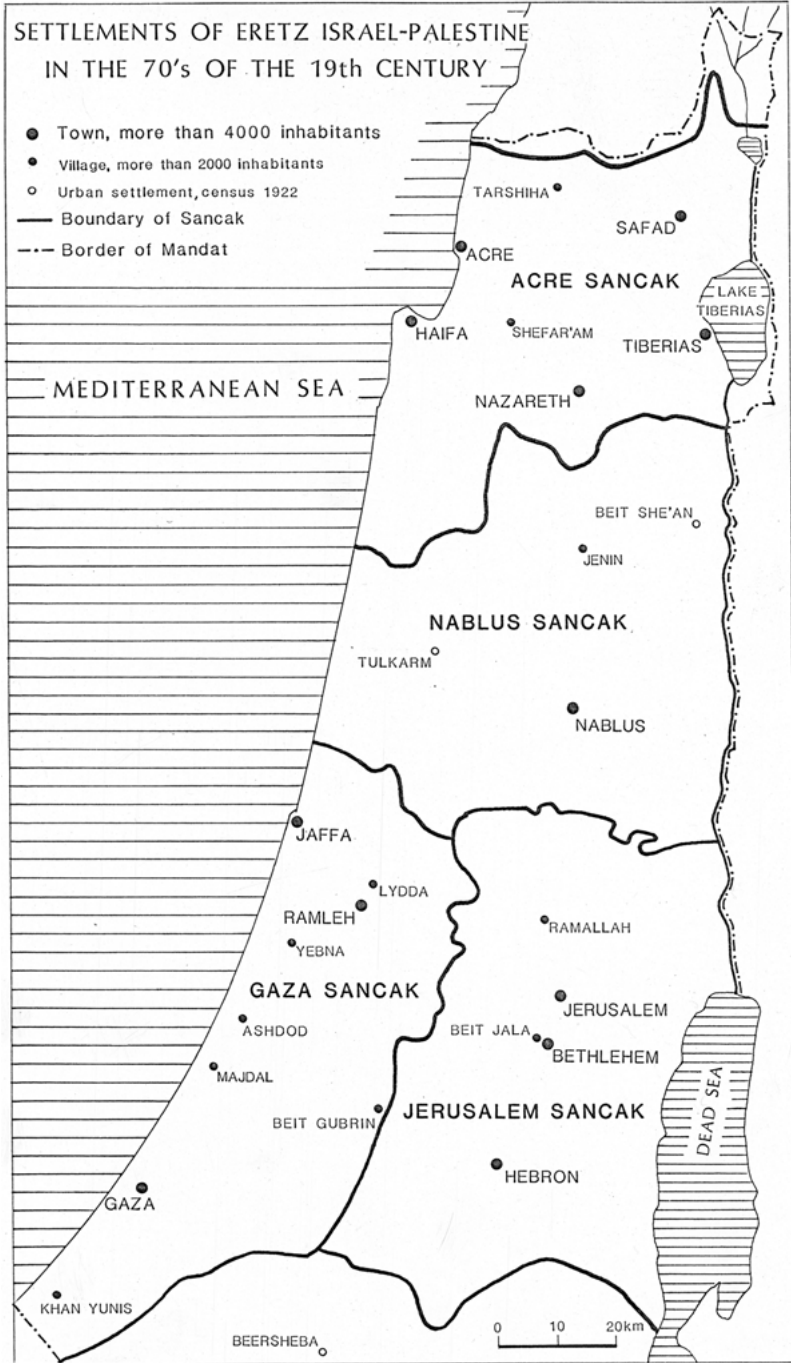 SETTLEMENTS OF ERETZ ISRAEL-PALESTINE
IN THE 70's OF THE 19th CENTURY
Town, more than 4000 inhabitants
Village, more than 2000 inhabitants
Urban settlement, census 1922
Boundary of Sancak
Border of Mandat
TARSHIHA
SAFAD
ACRE
ACRE SANCAK
LAKE
TIBERIAS
HAIFA
SHEFAR'AM
TIBERIAS
MEDITERRANEAN SEA
NAZARETH
BEIT SHE'AN
JENIN
NABLUS SANCAK
TULKARM
NABLUS
JAFFA
LYDDA
RAMLEH
RAMALLAH
YEBNA
GAZA SANCAK
JERUSALEM
ASHDOD
BEIT JALA
BETHLEHEM
MAJDAL
JERUSALEM SANCAK
DEAD SEA
BEIT GUBRIN
HEBRON
GAZA
KHAN YUNIS
BEERSHEBA
0 10 20km